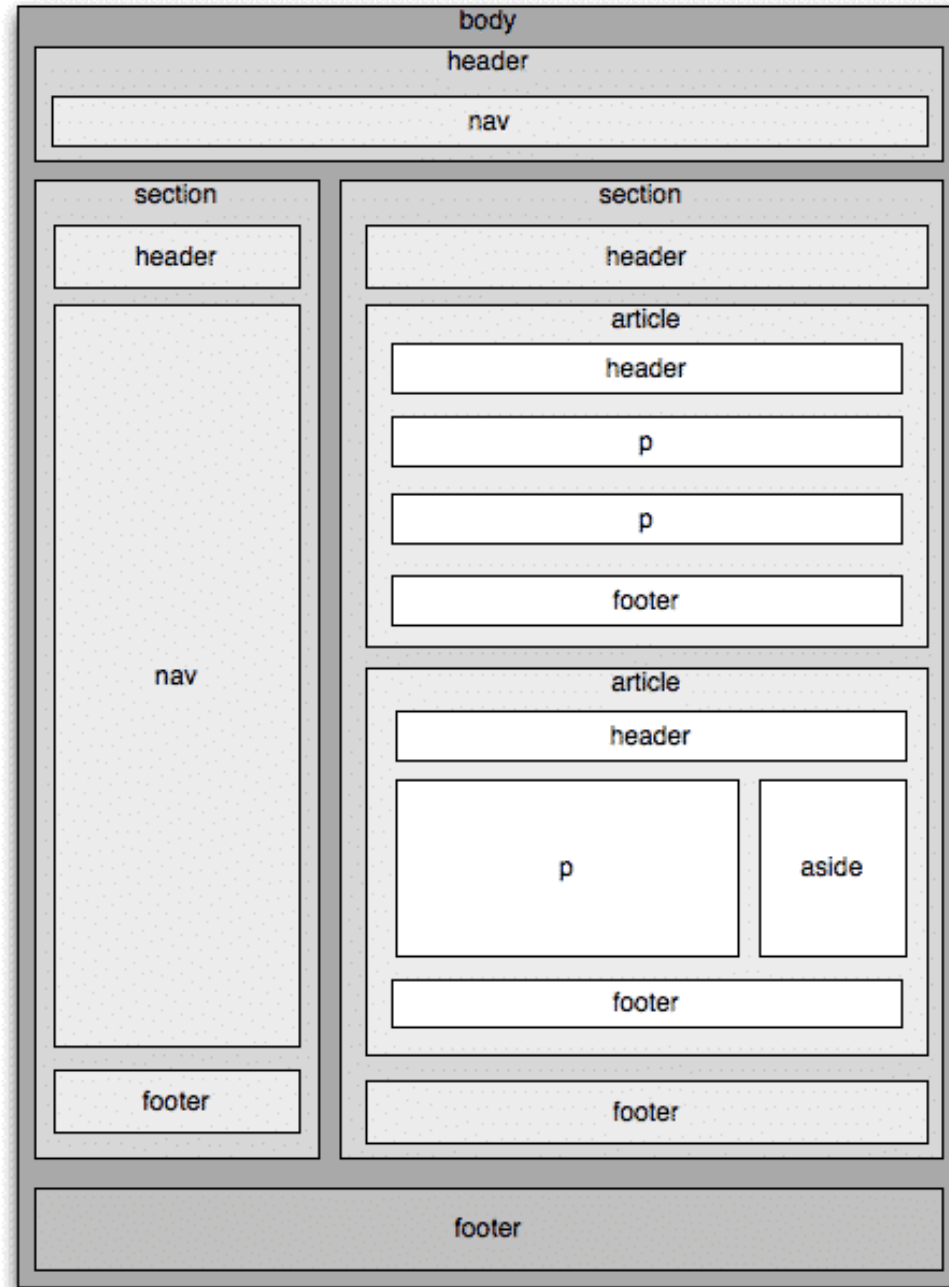 body
header
nav
section
header
nav
footer
section
header
article
header
p
p
footer
article
header
p
aside
footer
footer
footer